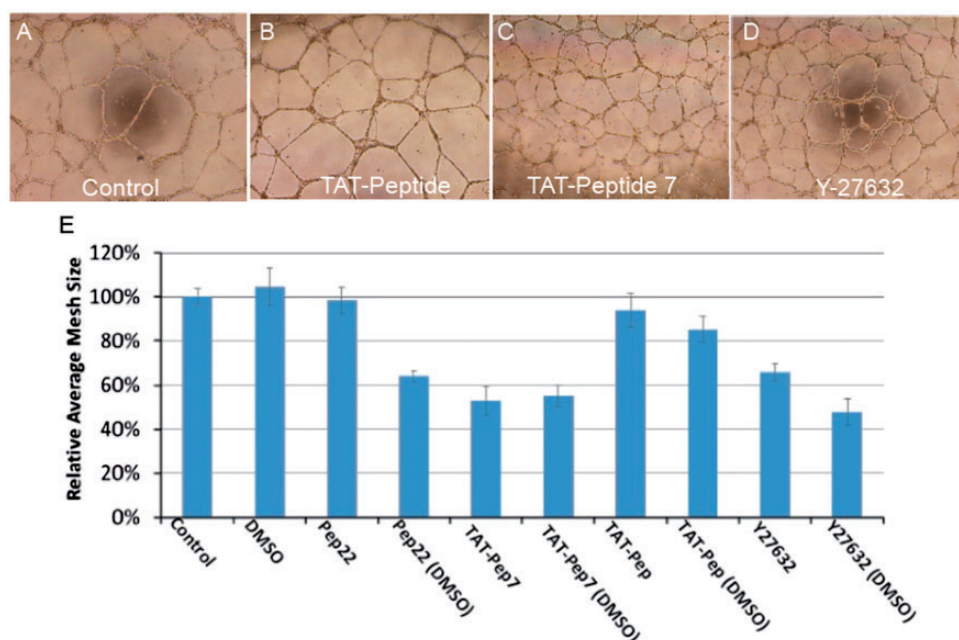 A
B
C
D
Control
TAT-Peptide
TAT-Peptide 7
Y-27632
E
120%
100%
80%
60%
40%
20%
0%
Relative Average Mesh Size
Control
DMSO
Pep22
Pep22 (DMSO)
TAT-Pep7
TAT-Pep7 (DMSO)
TAT-Pep
TAT-Pep (DMSO)
Y27632
Y27632 (DMSO)